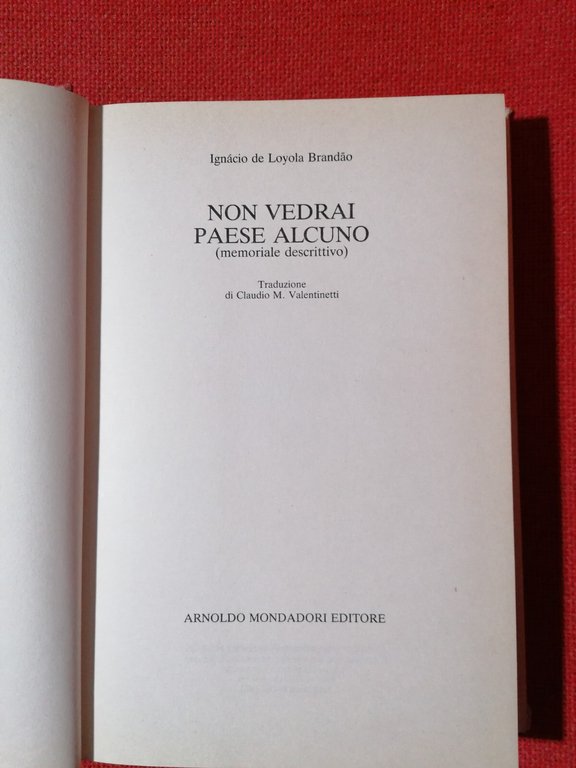 Ignácio de Loyola Brandão
NON VEDRAI
PAESE ALCUNO
(memoriale descrittivo)
Traduzione
di Claudio M. Valentinetti
ARNOLDO MONDADORI EDITORE